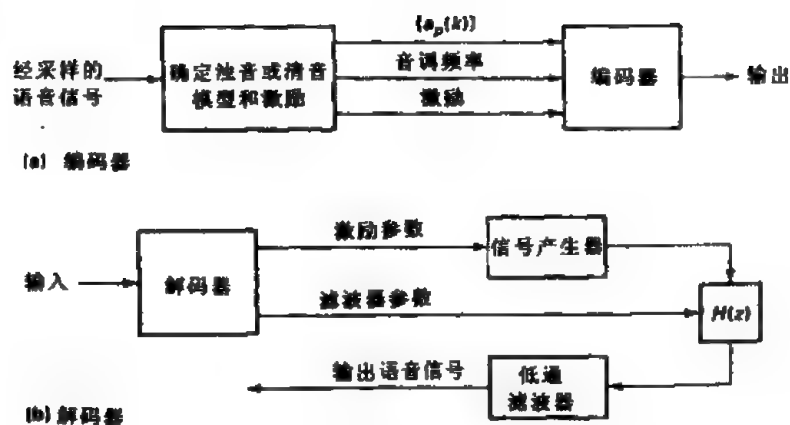 {a_p(k)}
经采样的
语音信号
确定浊音或清音
模型和激励
音调频率
激励
编码器
输出
(a) 编码器
输入
解码器
激励参数
信号产生器
滤波器参数
H(z)
输出语音信号
低通
滤波器
(b) 解码器